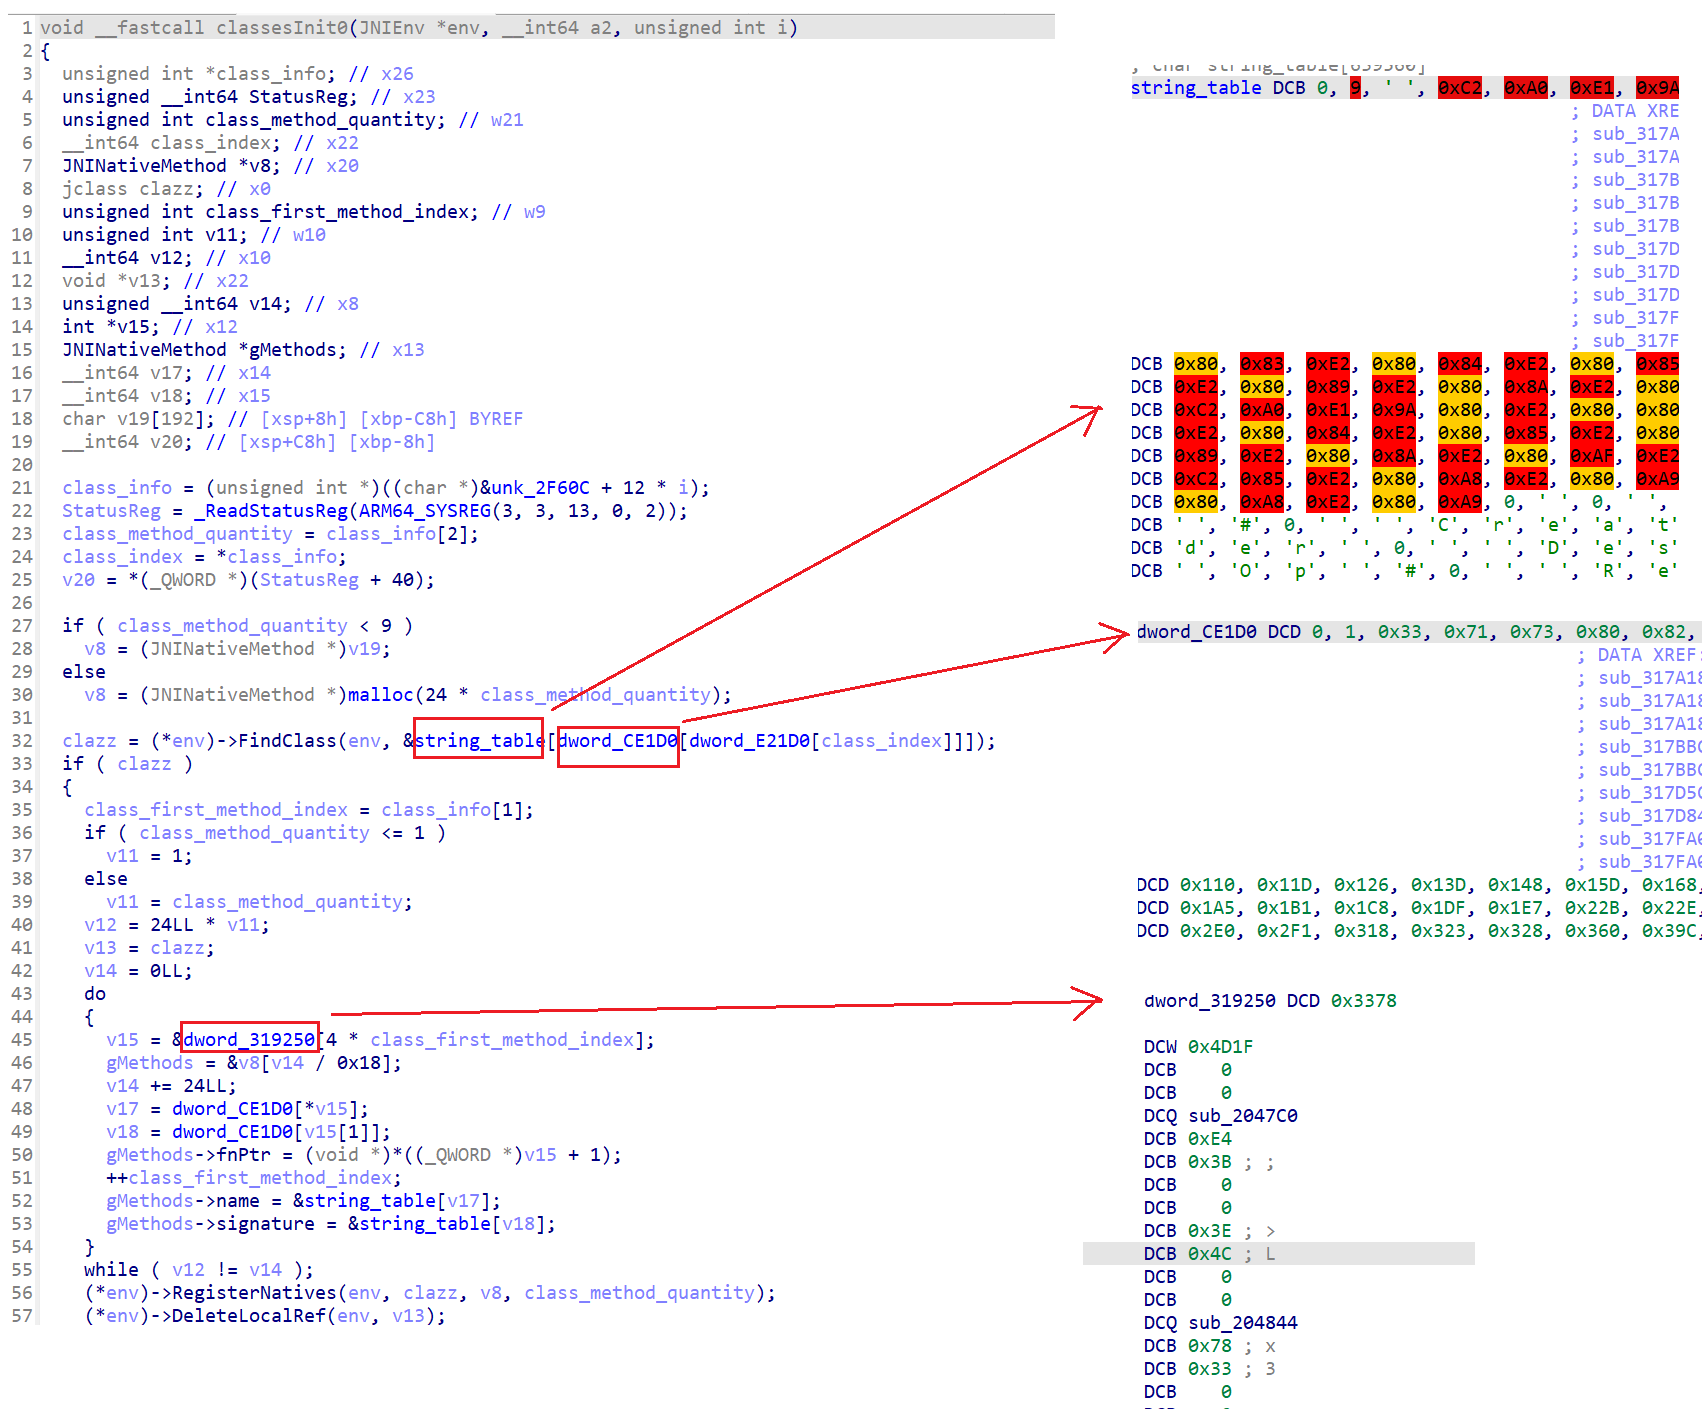 1 void __fastcall classesInit0(JNIEnv *env, __int64 a2, unsigned int i)
2 {
3 unsigned int *class_info; // x26
4 unsigned __int64 StatusReg; // x23
5 unsigned int class_method_quantity; // w21
6 __int64 class_index; // x22
7 JNINativeMethod *v8; // x20
8 jclass clazz; // x0
9 unsigned int class_first_method_index; // w9
10 unsigned int v11; // w10
11 __int64 v12; // x10
12 void *v13; // x22
13 unsigned __int64 v14; // x8
14 int *v15; // x12
15 JNINativeMethod *gMethods; // x13
16 __int64 v17; // x14
17 __int64 v18; // x15
18 char v19[192]; // [xsp+8h] [xbp-C8h] BYREF
19 __int64 v20; // [xsp+C8h] [xbp-8h]
20
21 class_info = (unsigned int *)((char *)&unk_2F60C + 12 * i);
22 StatusReg = _ReadStatusReg(ARM64_SYSREG(3, 3, 13, 0, 2));
23 class_method_quantity = class_info[2];
24 class_index = *class_info;
25 v20 = *(_QWORD *)(StatusReg + 40);
26
27 if ( class_method_quantity < 9 )
28 v8 = (JNINativeMethod *)v19;
29 else
30 v8 = (JNINativeMethod *)malloc(24 * class_method_quantity);
31
32 clazz = (*env)->FindClass(env, &string_table[dword_CE1D0[dword_E21D0[class_index]]]);
33 if ( clazz )
34 {
35 class_first_method_index = class_info[1];
36 if ( class_method_quantity <= 1 )
37 v11 = 1;
38 else
39 v11 = class_method_quantity;
40 v12 = 24LL * v11;
41 v13 = clazz;
42 v14 = 0LL;
43 do
44 {
45 v15 = &dword_319250[4 * class_first_method_index];
46 gMethods = &v8[v14 / 0x18];
47 v14 += 24LL;
48 v17 = dword_CE1D0[*v15];
49 v18 = dword_CE1D0[v15[1]];
50 gMethods->fnPtr = (void *)*((_QWORD *)v15 + 1);
51 ++class_first_method_index;
52 gMethods->name = &string_table[v17];
53 gMethods->signature = &string_table[v18];
54 }
55 while ( v12 != v14 );
56 (*env)->RegisterNatives(env, clazz, v8, class_method_quantity);
57 (*env)->DeleteLocalRef(env, v13);
; char string_table[659560]
string_table DCB 0, 9, ' ', 0xC2, 0xA0, 0xE1, 0x9A
; DATA XRE
; sub_317A
; sub_317A
; sub_317B
; sub_317B
; sub_317B
; sub_317D
; sub_317D
; sub_317D
; sub_317F
; sub_317F
DCB 0x80, 0x83, 0xE2, 0x80, 0x84, 0xE2, 0x80, 0x85
DCB 0xE2, 0x80, 0x89, 0xE2, 0x80, 0x8A, 0xE2, 0x80
DCB 0xC2, 0xA0, 0xE1, 0x9A, 0x80, 0xE2, 0x80, 0x80
DCB 0xE2, 0x80, 0x84, 0xE2, 0x80, 0x85, 0xE2, 0x80
DCB 0x89, 0xE2, 0x80, 0x8A, 0xE2, 0x80, 0xAF, 0xE2
DCB 0xC2, 0x85, 0xE2, 0x80, 0xA8, 0xE2, 0x80, 0xA9
DCB 0x80, 0xA8, 0xE2, 0x80, 0xA9, 0, ' ', 0, ' ',
DCB ' ', '#', 0, ' ', ' ', 'C', 'r', 'e', 'a', 't'
DCB 'd', 'e', 'r', ' ', 0, ' ', ' ', 'D', 'e', 's'
DCB ' ', 'O', 'p', ' ', '#', 0, ' ', ' ', 'R', 'e'
dword_CE1D0 DCD 0, 1, 0x33, 0x71, 0x73, 0x80, 0x82,
; DATA XREF:
; sub_317A18
; sub_317A18
; sub_317A18
; sub_317BBC
; sub_317BBC
; sub_317D5C
; sub_317D84
; sub_317FA0
; sub_317FA0
DCD 0x110, 0x11D, 0x126, 0x13D, 0x148, 0x15D, 0x168,
DCD 0x1A5, 0x1B1, 0x1C8, 0x1DF, 0x1E7, 0x22B, 0x22E,
DCD 0x2E0, 0x2F1, 0x318, 0x323, 0x328, 0x360, 0x39C,
dword_319250 DCD 0x3378
DCW 0x4D1F
DCB 0
DCB 0
DCQ sub_2047C0
DCB 0xE4
DCB 0x3B ; ;
DCB 0
DCB 0
DCB 0x3E ; >
DCB 0x4C ; L
DCB 0
DCB 0
DCQ sub_204844
DCB 0x78 ; x
DCB 0x33 ; 3
DCB 0